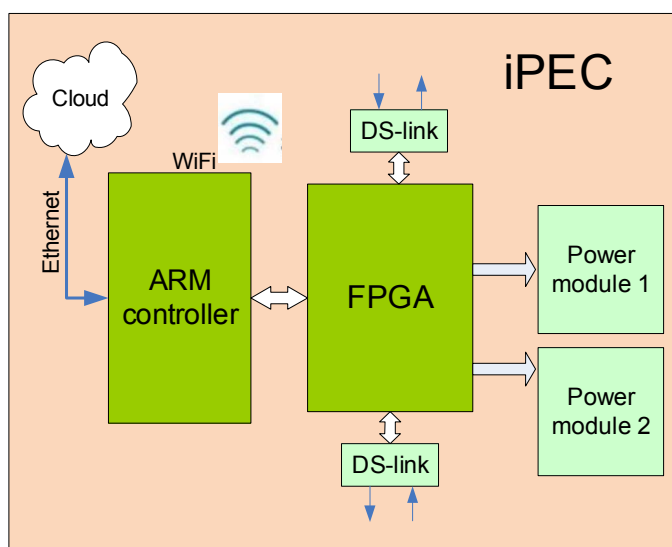 iPEC
Cloud
DS-link
WiFi
Ethernet
ARM
controller
FPGA
Power
module 1
Power
module 2
DS-link